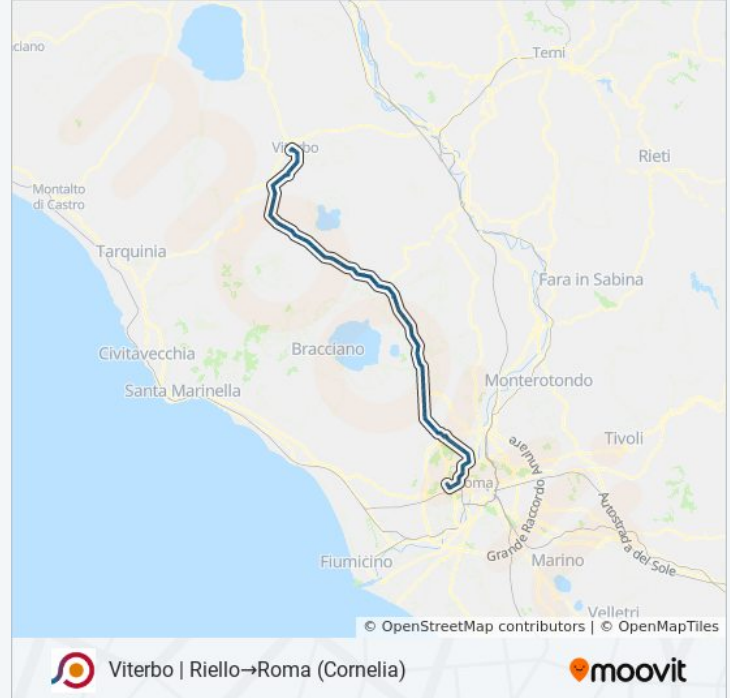 ciano
Terni
Viterbo
Rieti
Montalto
di Castro
Tarquinia
Fara in Sabina
Bracciano
Civitavecchia
Monterotondo
Santa Marinella
Tivoli
oma
Grande Raccordo Anulare
Autostrada del Sole
Fiumicino
Marino
Velletri
© OpenStreetMap contributors | © OpenMapTiles
Viterbo | Riello→Roma (Cornelia)
moovit